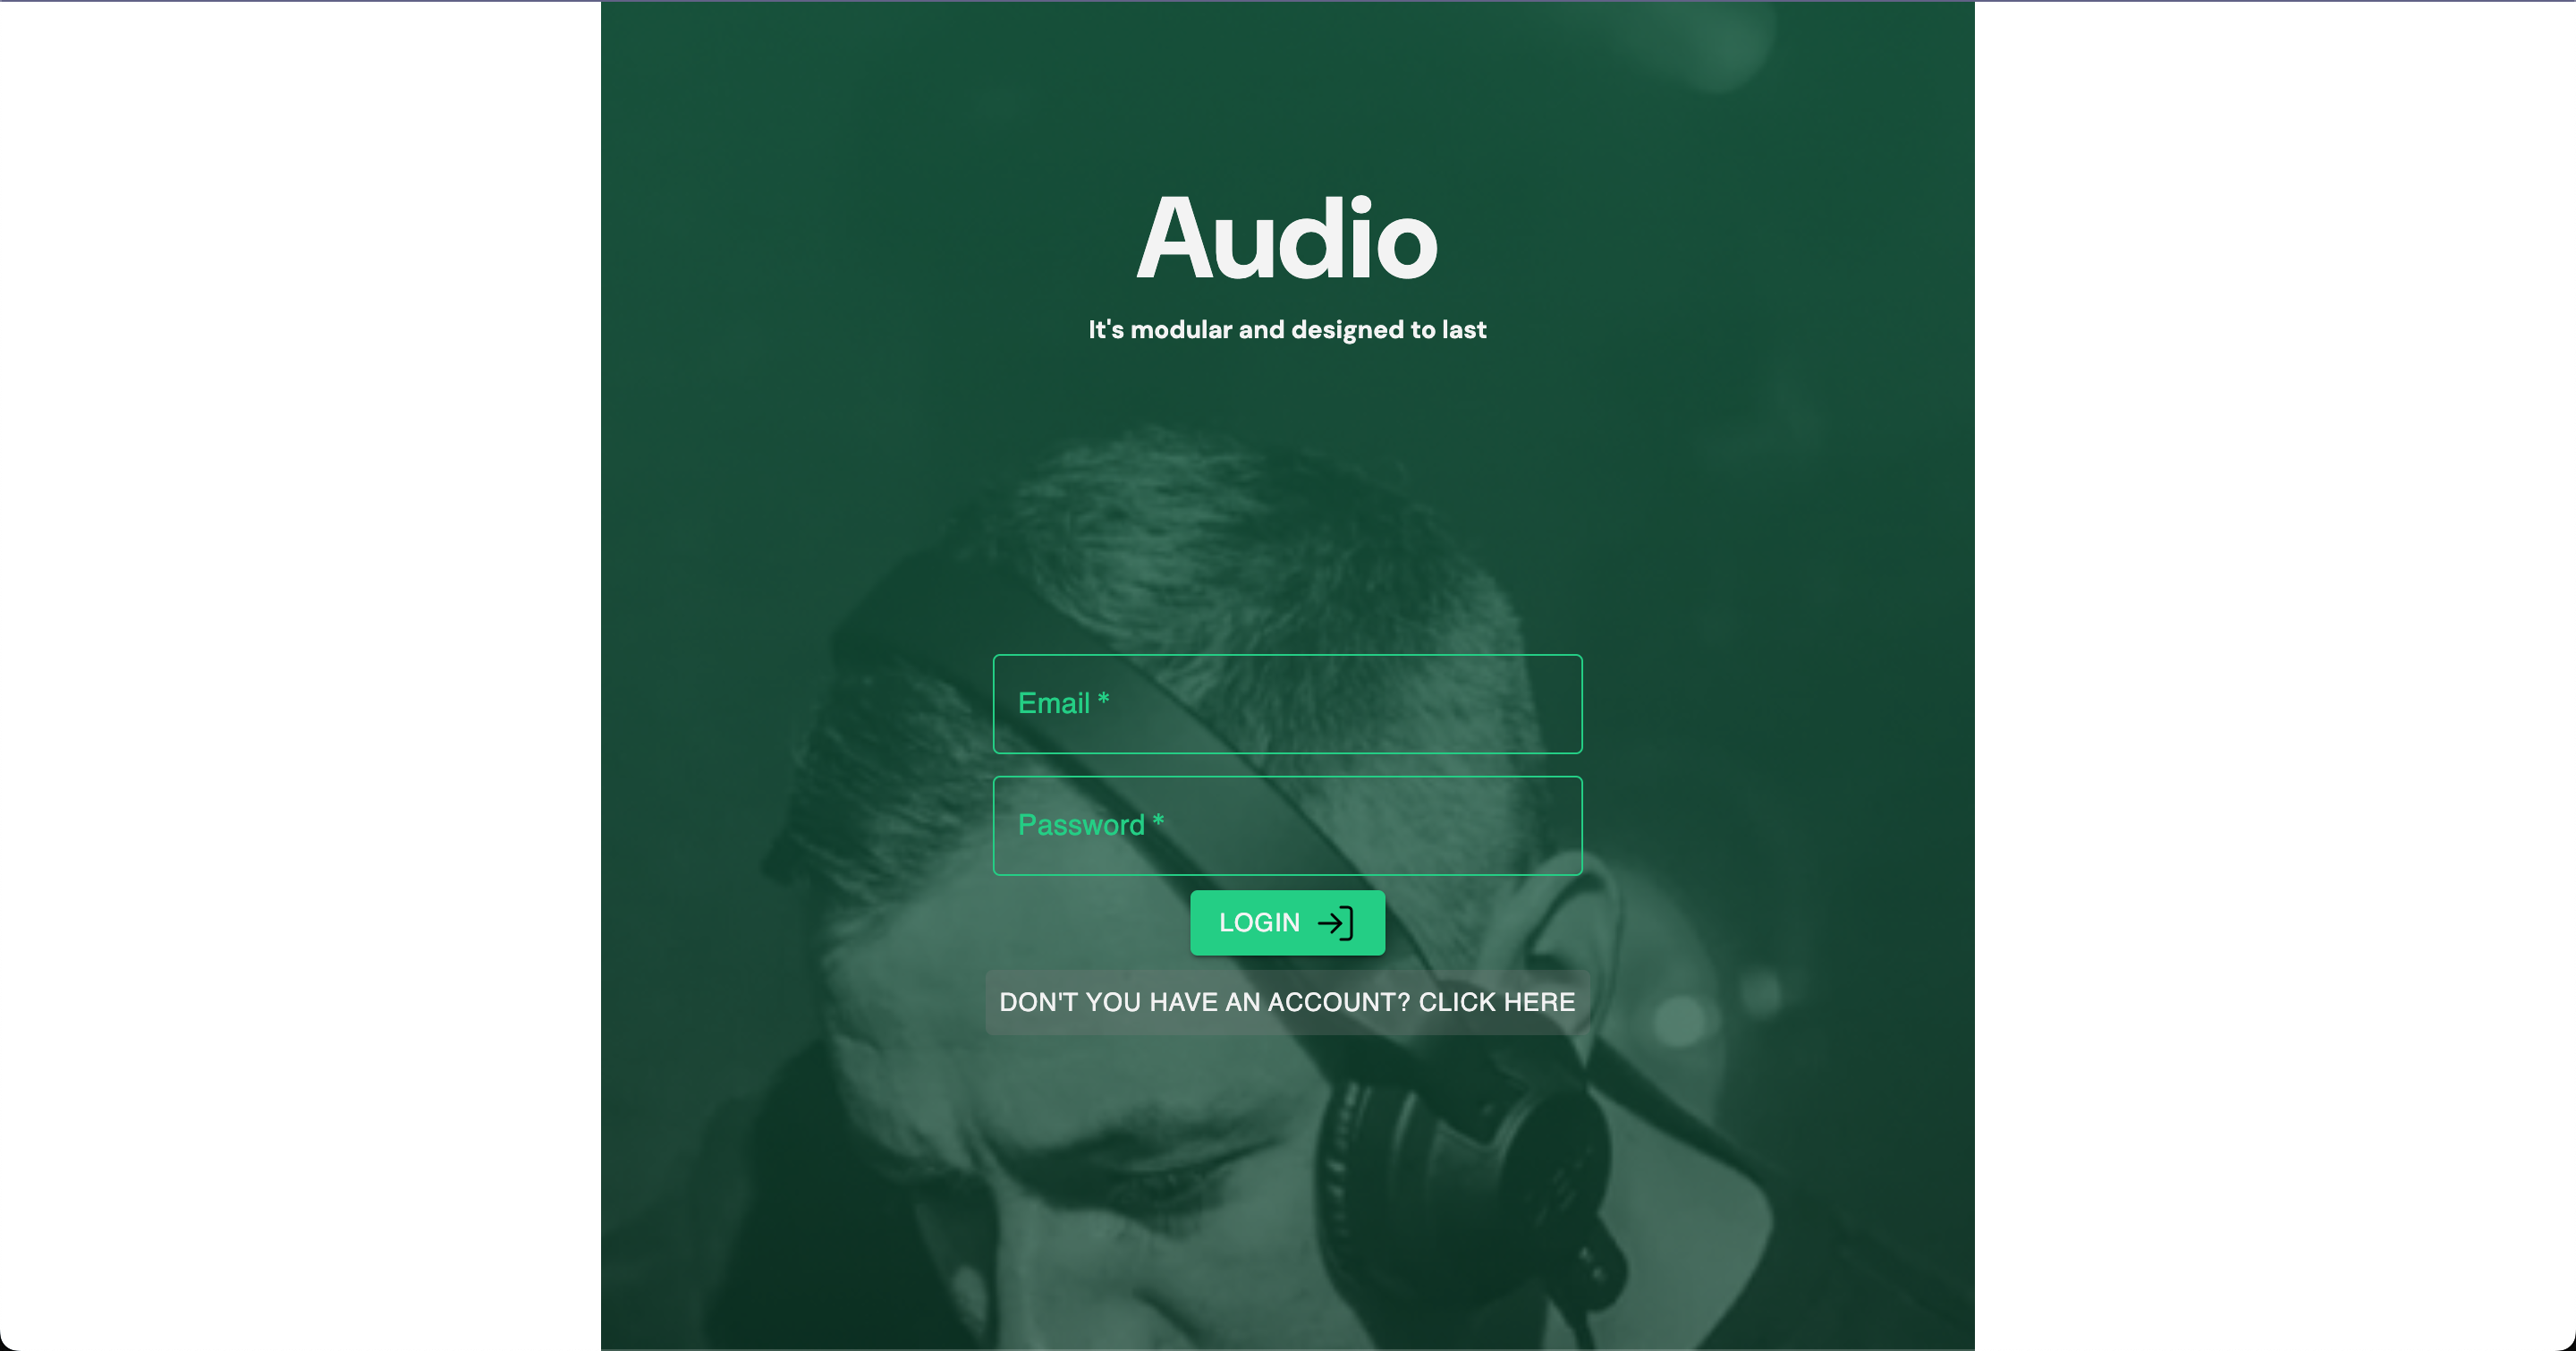 Audio
It's modular and designed to last
Email *
Password *
LOGIN
DON'T YOU HAVE AN ACCOUNT? CLICK HERE